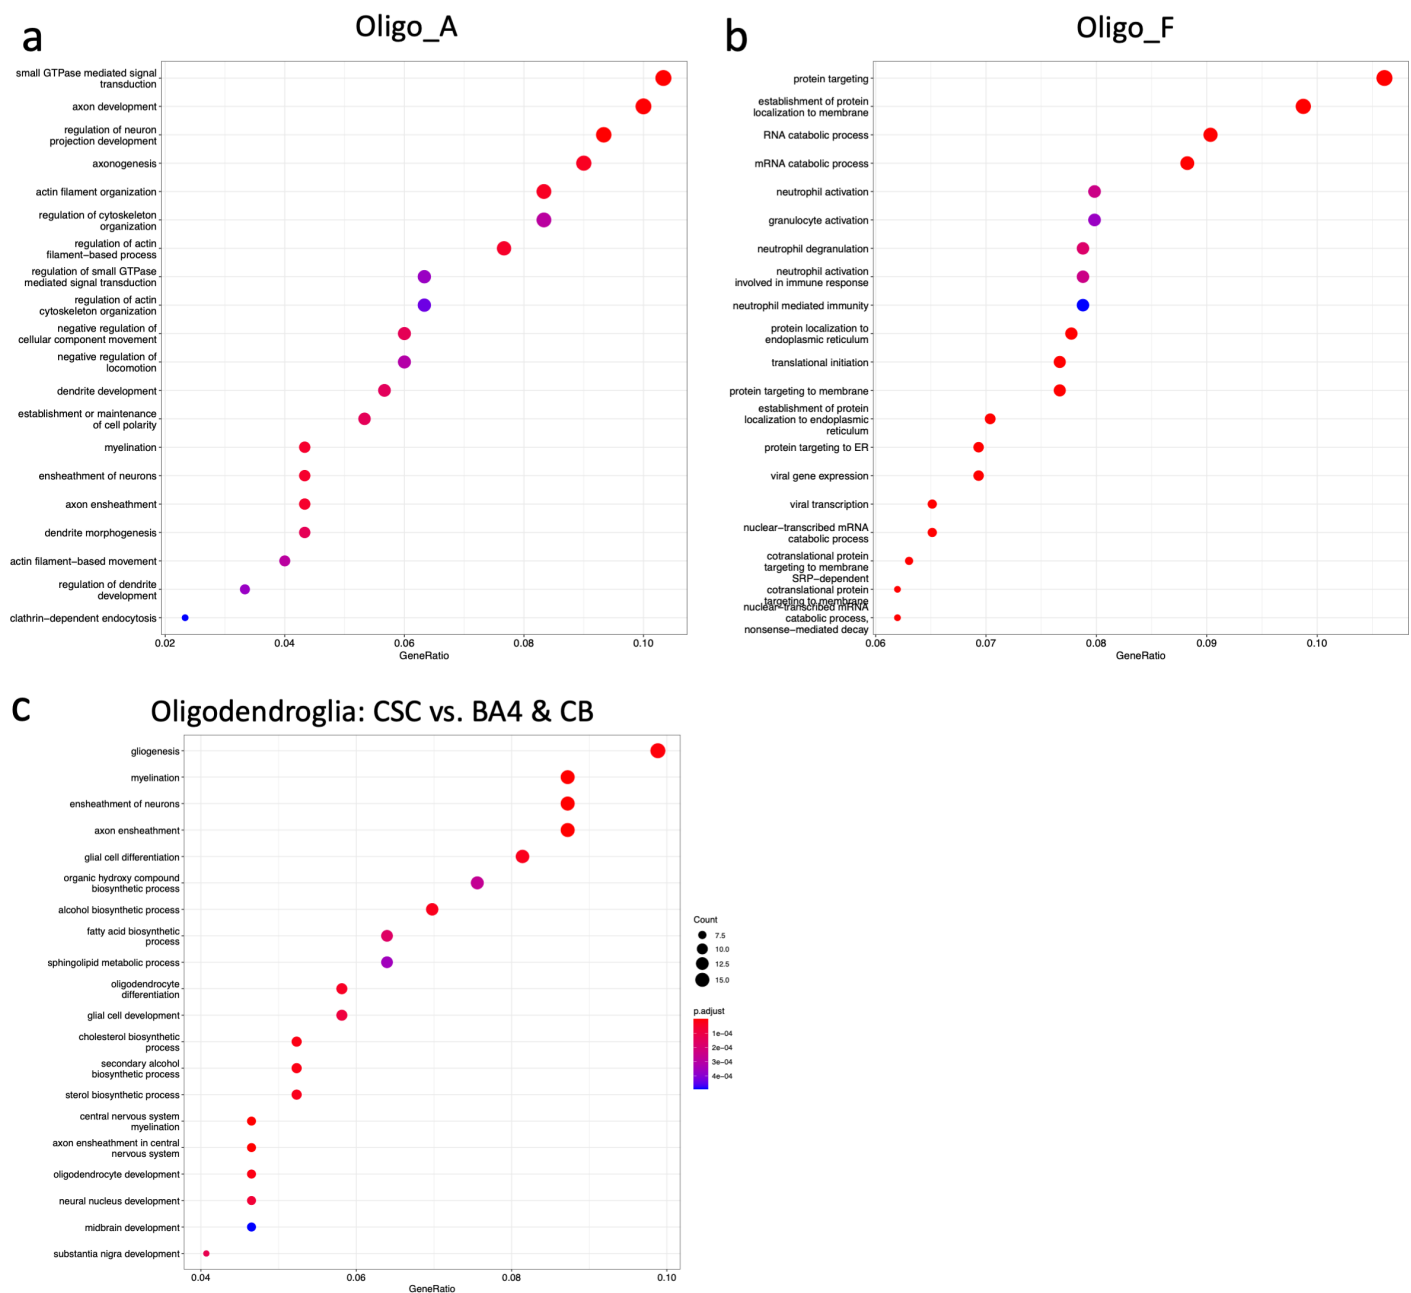 a
Oligo_A
small GTPase mediated signal
transduction
axon development
regulation of neuron
projection development
axonogenesis
actin filament organization
regulation of cytoskeleton
organization
regulation of actin
filament−based process
regulation of small GTPase
mediated signal transduction
regulation of actin
cytoskeleton organization
negative regulation of
cellular component movement
negative regulation of
locomotion
dendrite development
establishment or maintenance
of cell polarity
myelination
ensheathment of neurons
axon ensheathment
dendrite morphogenesis
actin filament−based movement
regulation of dendrite
development
clathrin−dependent endocytosis
0.02 0.04 0.06 0.08 0.10
GeneRatio
b
Oligo_F
protein targeting
establishment of protein
localization to membrane
RNA catabolic process
mRNA catabolic process
neutrophil activation
granulocyte activation
neutrophil degranulation
neutrophil activation
involved in immune response
neutrophil mediated immunity
protein localization to
endoplasmic reticulum
translational initiation
protein targeting to membrane
establishment of protein
localization to endoplasmic
reticulum
protein targeting to ER
viral gene expression
viral transcription
nuclear−transcribed mRNA
catabolic process
cotranslational protein
targeting to membrane
SRP−dependent
cotranslational protein
targeting to membrane
nuclear−transcribed mRNA
catabolic process,
nonsense−mediated decay
0.06 0.07 0.08 0.09 0.10
GeneRatio
c
Oligodendroglia: CSC vs. BA4 & CB
gliogenesis
myelination
ensheathment of neurons
axon ensheathment
glial cell differentiation
organic hydroxy compound
biosynthetic process
alcohol biosynthetic process
fatty acid biosynthetic
process
sphingolipid metabolic process
oligodendrocyte
differentiation
glial cell development
cholesterol biosynthetic
process
secondary alcohol
biosynthetic process
sterol biosynthetic process
central nervous system
myelination
axon ensheathment in central
nervous system
oligodendrocyte development
neural nucleus development
midbrain development
substantia nigra development
0.04 0.06 0.08 0.10
GeneRatio
Count
7.5
10.0
12.5
15.0
p.adjust
1e−04
2e−04
3e−04
4e−04